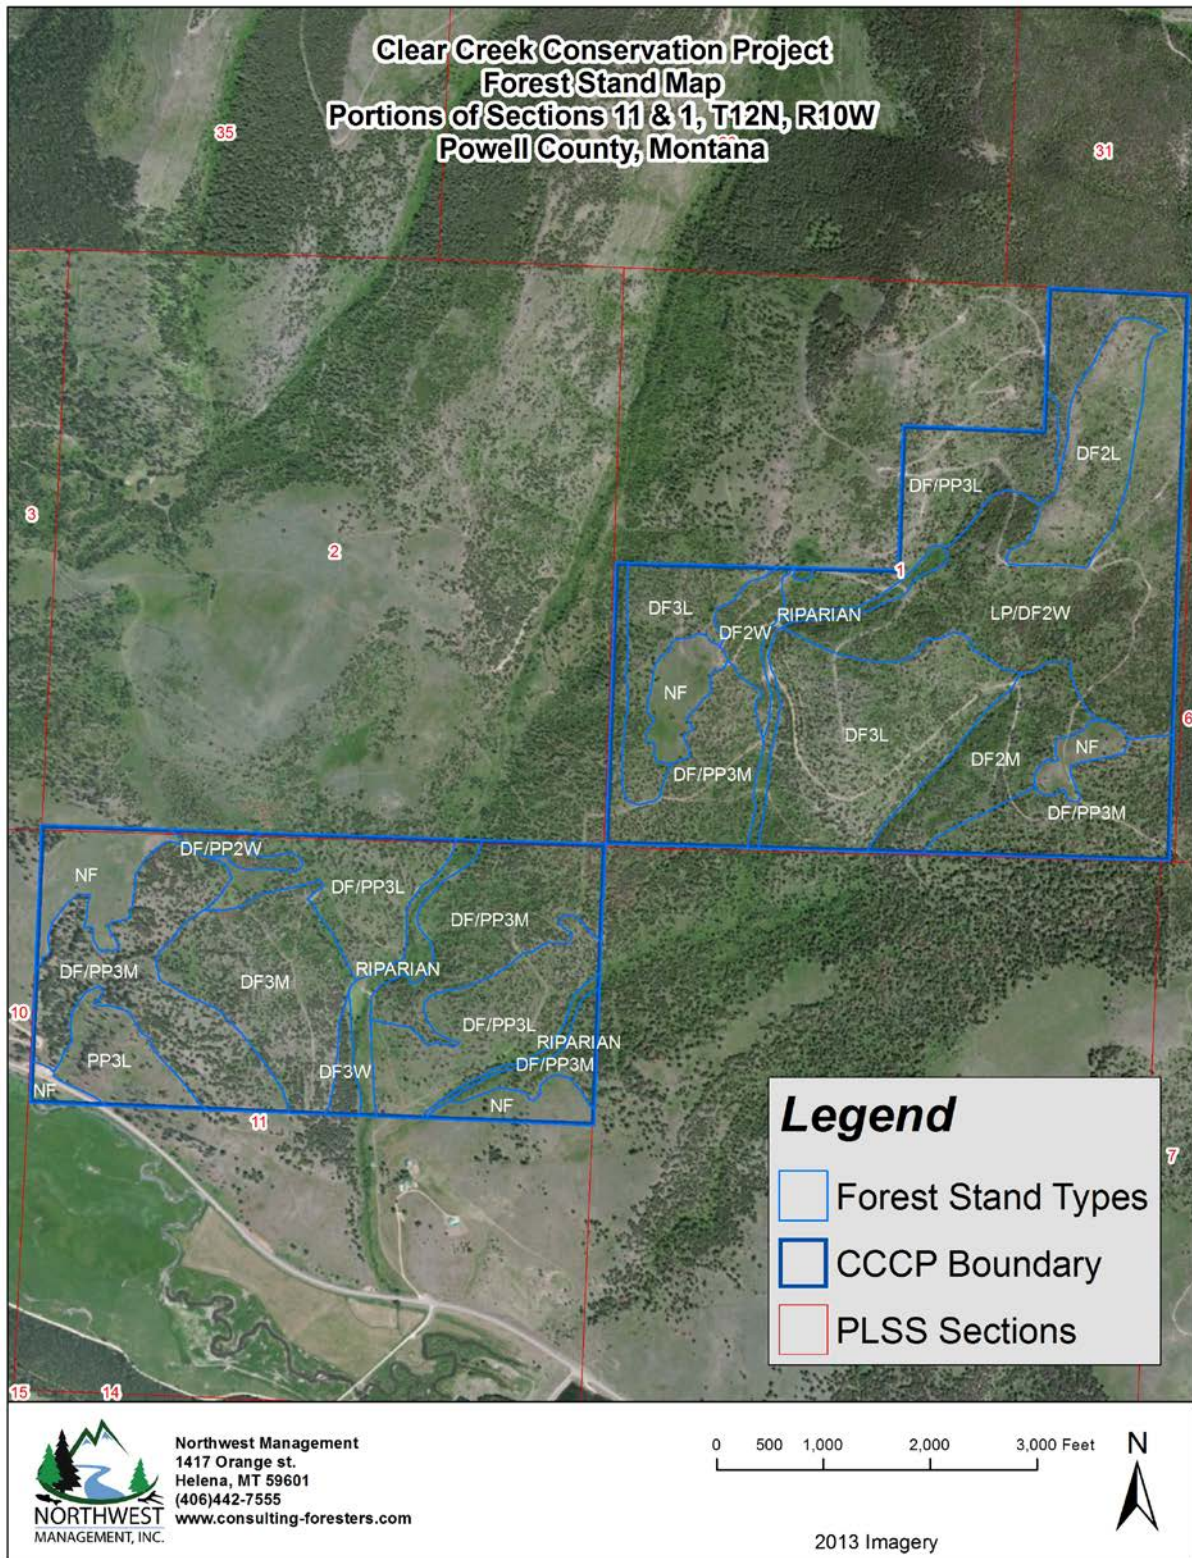 Clear Creek Conservation Project
Forest Stand Map
Portions of Sections 11 & 1, T12N, R10W
Powell County, Montana
35
31
3
2
DF2L
DF/PP3L
1
DF3L
RIPARIAN
LP/DF2W
DF2W
NF
6
DF3L
NF
DF2M
DF/PP3M
DF/PP3M
DF/PP2W
NF
DF/PP3L
DF/PP3M
DF/PP3M
RIPARIAN
DF3M
10
DF/PP3L
RIPARIAN
PP3L
DF/PP3M
DF3W
NF
NF
11
7
15
14
Legend
Forest Stand Types
CCCP Boundary
PLSS Sections
NORTHWEST
MANAGEMENT, INC.
Northwest Management
1417 Orange st.
Helena, MT 59601
(406)442-7555
www.consulting-foresters.com
0 500 1,000 2,000 3,000 Feet
N
2013 Imagery